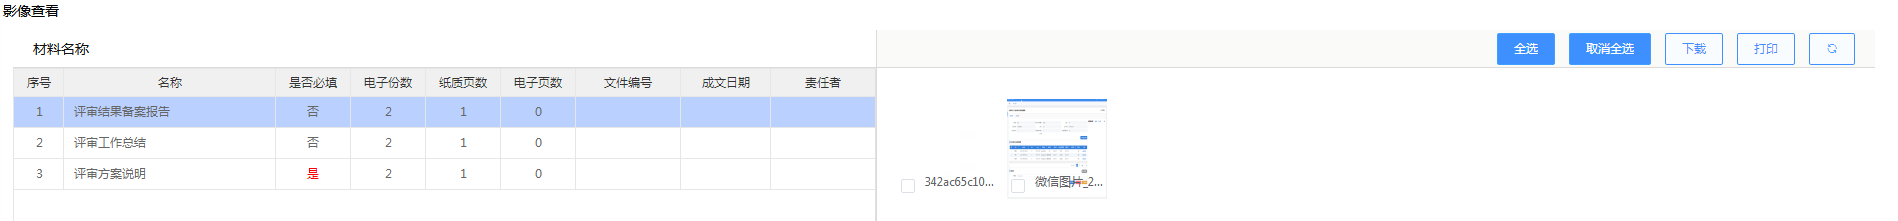 影像查看
材料名称
全选 取消全选 下载 打印
序号 名称 是否必填 电子份数 纸质页数 电子页数 文件编号 成文日期 责任者
1 评审结果备案报告 否 2 1 0
2 评审工作总结 否 2 1 0
3 评审方案说明 是 2 1 0
342ac65c10... 微信图片_2...